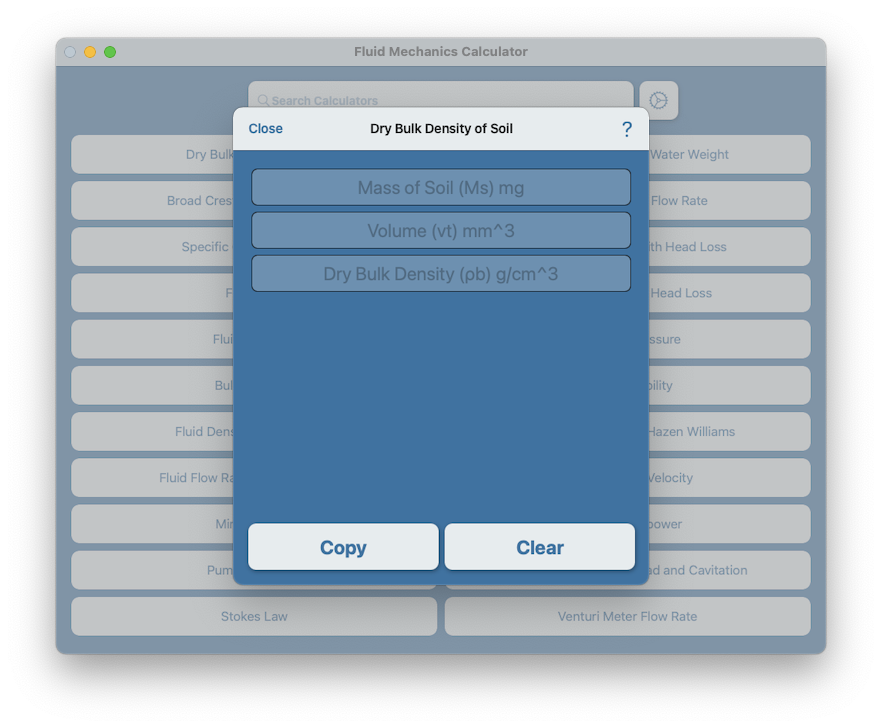 Fluid Mechanics Calculator
Search Calculators
Close
Dry Bulk Density of Soil
?
Mass of Soil (Ms) mg
Volume (vt) mm^3
Dry Bulk Density (ρb) g/cm^3
Copy
Clear
Dry Bulk
Water Weight
Broad Crest
Flow Rate
Specific
th Head Loss
F
Head Loss
Flui
ssure
Bul
bility
Fluid Dens
Hazen Williams
Fluid Flow Ra
Velocity
Min
power
Pum
ad and Cavitation
Stokes Law
Venturi Meter Flow Rate